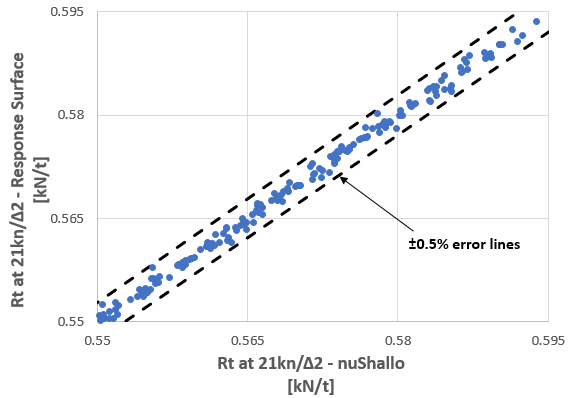 0.595
0.58
0.565
0.55
0.55
0.565
0.58
0.595
Rt at 21kn/Δ2 - Response Surface
[kN/t]
±0.5% error lines
Rt at 21kn/Δ2 - nuShallo
[kN/t]